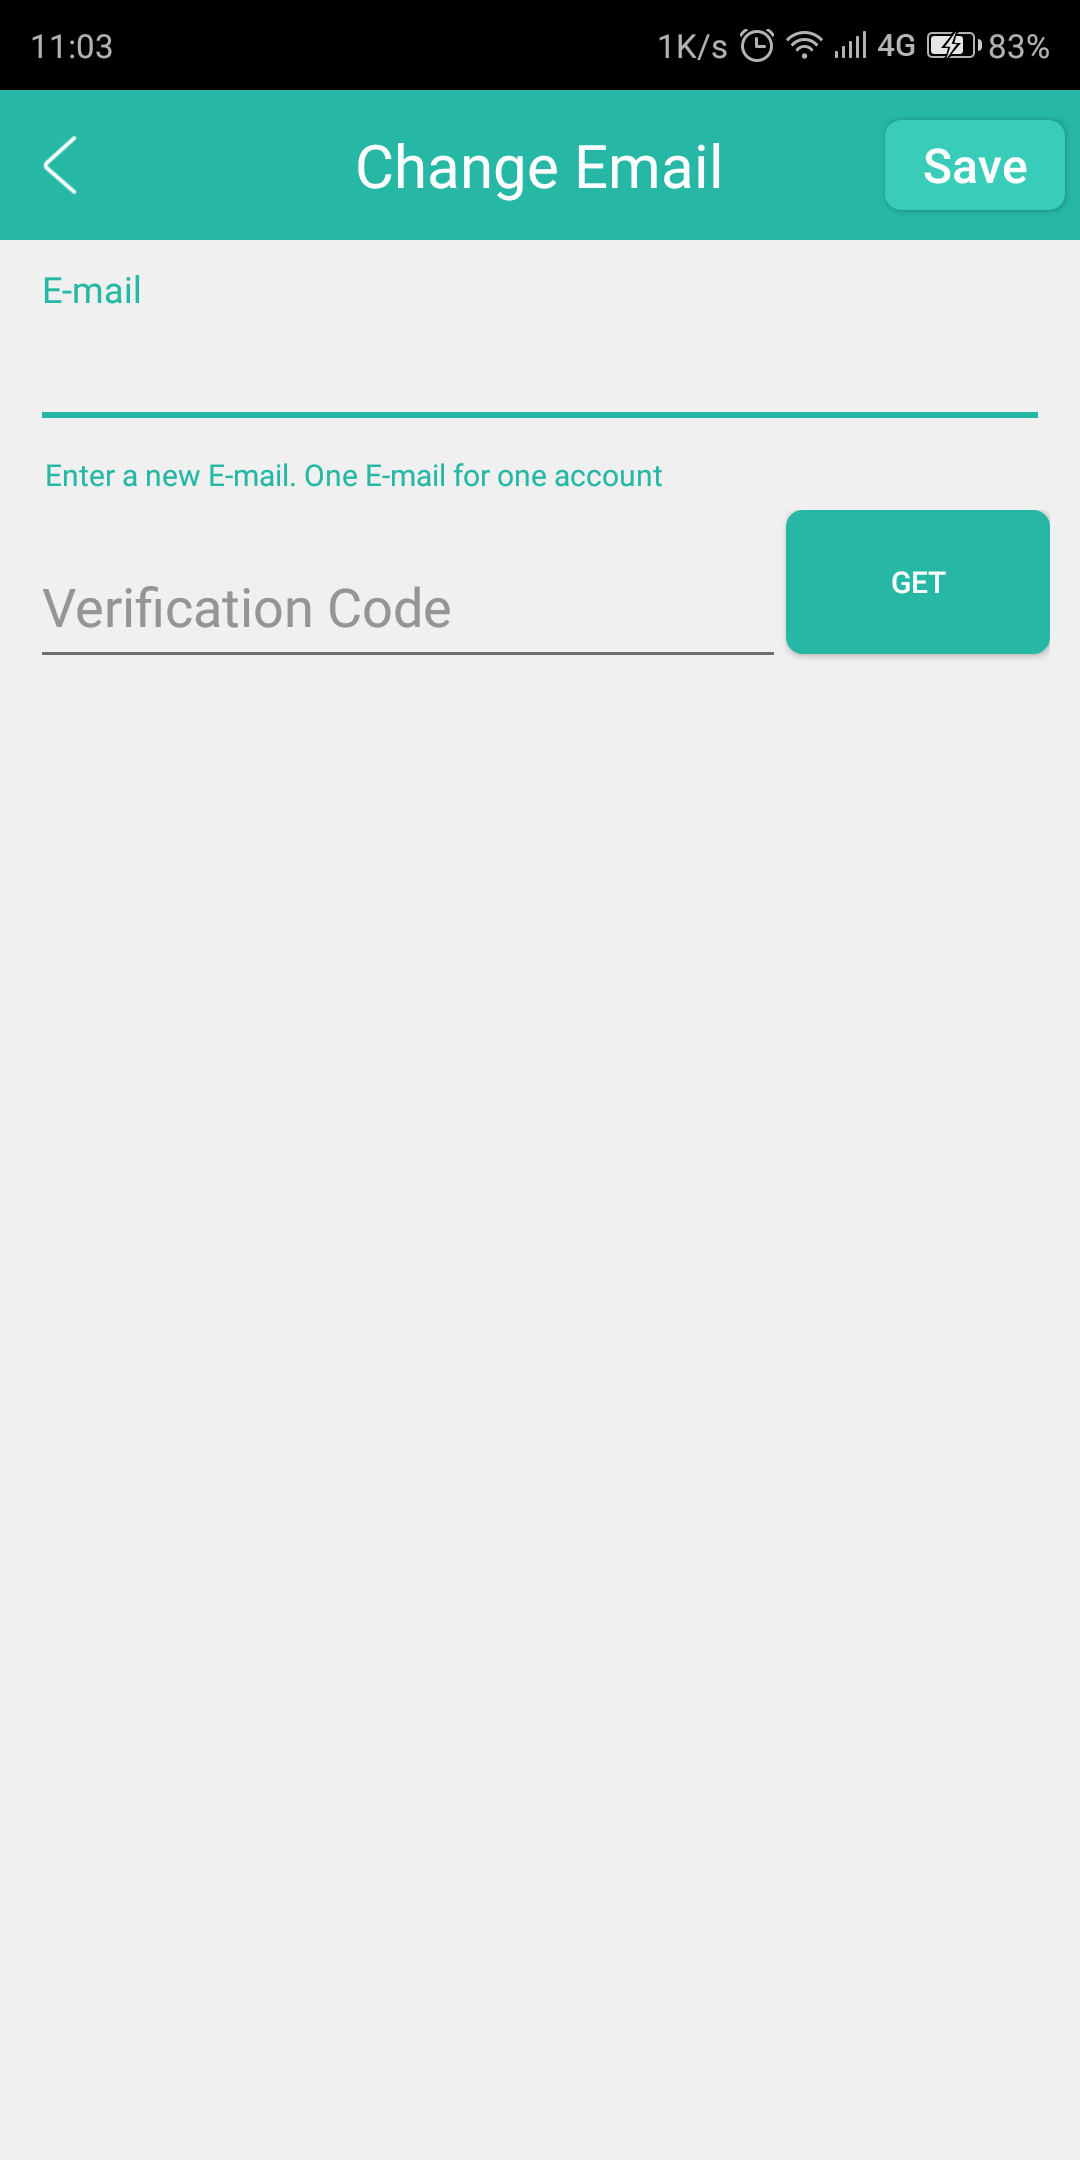 11:03 1K/s 4G 83%
Change Email Save
E-mail
Enter a new E-mail. One E-mail for one account
Verification Code GET